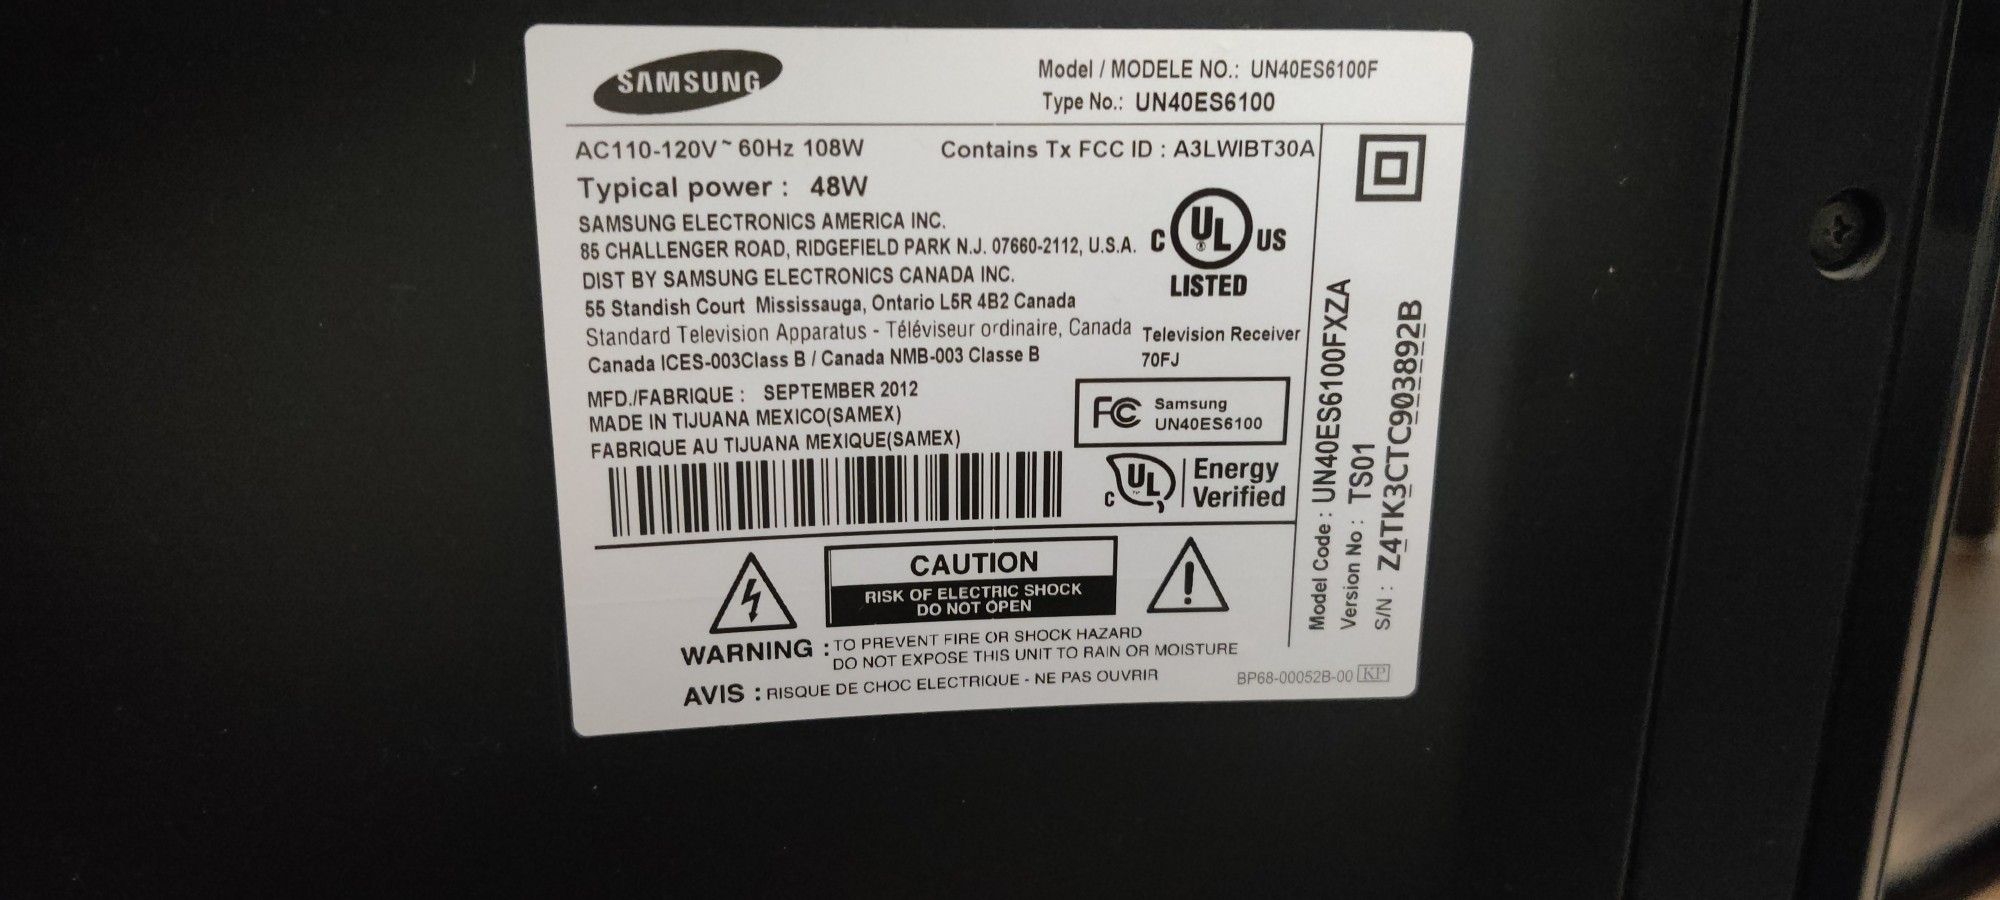 SAMSUNG
Model / MODELE NO.: UN40ES6100F
Type No.: UN40ES6100
AC110-120V~60Hz 108W
Contains Tx FCC ID : A3LWIBT30A
Typical power : 48W
SAMSUNG ELECTRONICS AMERICA INC.
85 CHALLENGER ROAD, RIDGEFIELD PARK N.J. 07660-2112, U.S.A.
DIST BY SAMSUNG ELECTRONICS CANADA INC.
55 Standish Court Mississauga, Ontario L5R 4B2 Canada
Standard Television Apparatus - Téléviseur ordinaire, Canada
Canada ICES-003Class B / Canada NMB-003 Classe B
C UL US
LISTED
Television Receiver
70FJ
MFD./FABRIQUE : SEPTEMBER 2012
MADE IN TIJUANA MEXICO(SAMEX)
FABRIQUE AU TIJUANA MEXIQUE(SAMEX)
FC Samsung
UN40ES6100
C UL Energy
Verified
CAUTION
RISK OF ELECTRIC SHOCK
DO NOT OPEN
WARNING : TO PREVENT FIRE OR SHOCK HAZARD
DO NOT EXPOSE THIS UNIT TO RAIN OR MOISTURE
AVIS : RISQUE DE CHOC ELECTRIQUE - NE PAS OUVRIR
BP68-00052B-00 KP
Model Code : UN40ES6100FXZA
Version No : TS01
S/N : Z4TK3CTC903892B